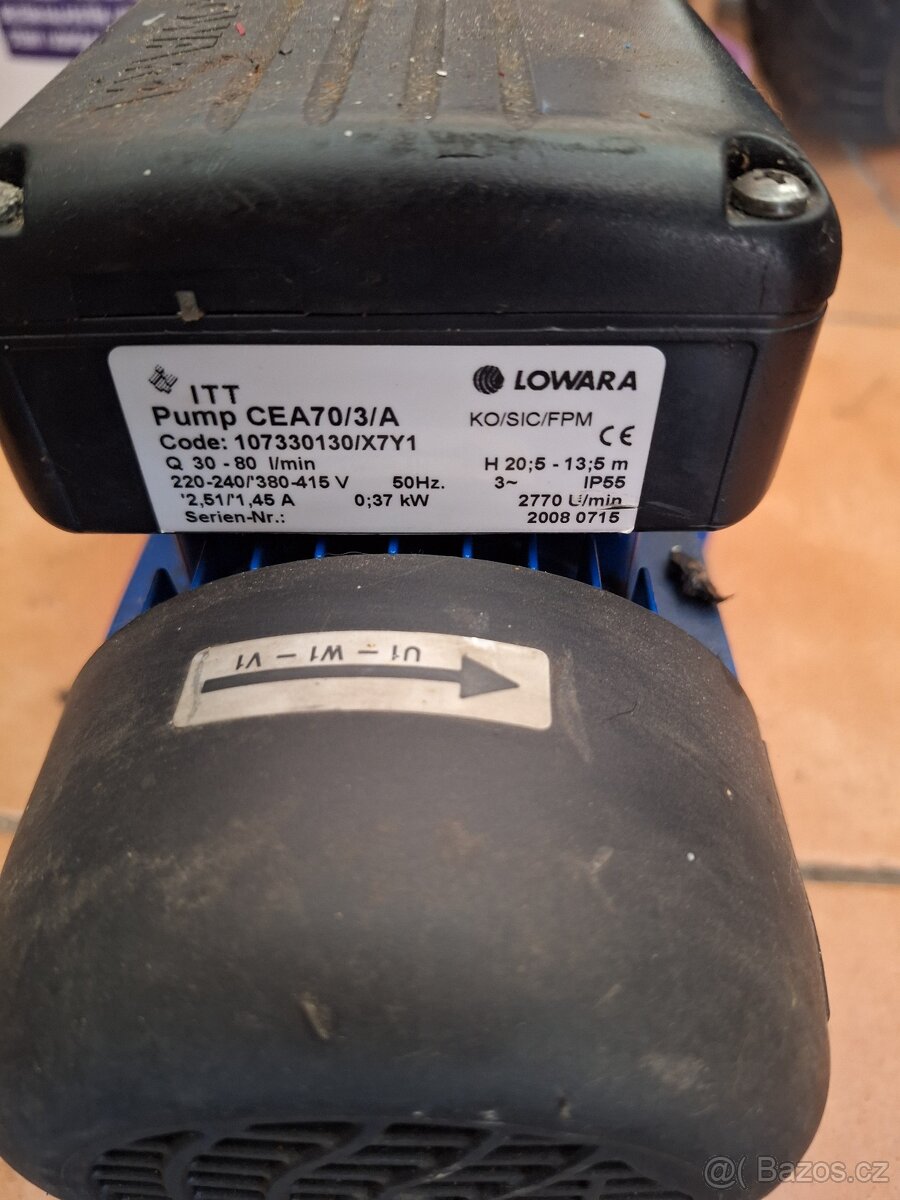 LOWARA
ITT
LOWARA
Pump CEA70/3/A
KO/SIC/FPM
Code: 107330130/X7Y1
CE
Q 30 - 80 l/min
H 20;5 - 13;5 m
220-240/'380-415 V 50Hz. 3~ IP55
'2,51/'1,45 A 0;37 kW 2770 U/min
Serien-Nr.: 2008 0715
U1 - W1 - V1
@( Bazos.cz